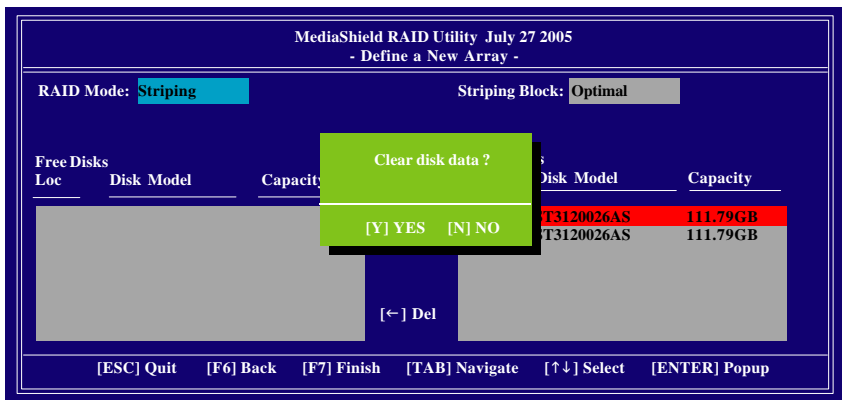 MediaShield RAID Utility July 27 2005
- Define a New Array -
RAID Mode: Striping Striping Block: Optimal
Clear disk data ?
[Y] YES [N] NO
Free Disks
Loc Disk Model Capacity
Disk Model Capacity
ST3120026AS 111.79GB
ST3120026AS 111.79GB
[←] Del
[ESC] Quit [F6] Back [F7] Finish [TAB] Navigate [↑↓] Select [ENTER] Popup